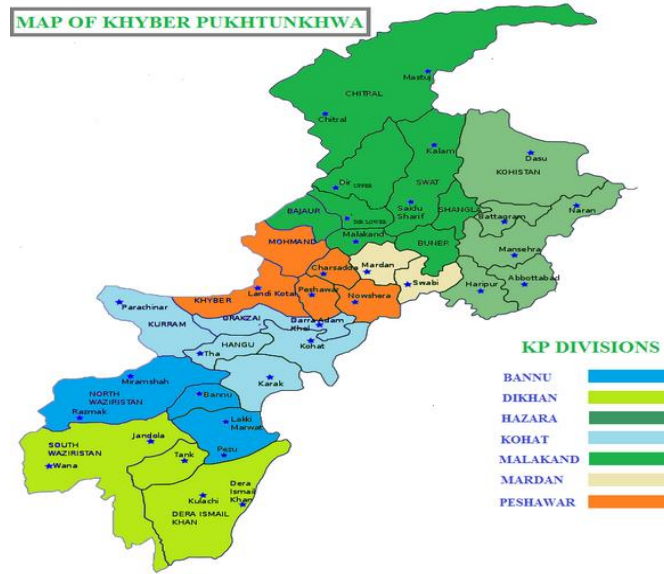 MAP OF KHYBER PUKHTUNKHWA
Mastuj
CHITRAL
Chitral
Kalam
Dasu
KOHISTAN
Dir UPPER
SWAT
Naran
BAJAUR
DIR LOWER
Saidu
Sharif
SHANGLA
Battagram
Malakand
BUNER
MOHMAND
Mansehra
Mardan
Charsadda
Swabi
Abbottabad
Haripur
KHYBER
Landi Kotal
Peshawar
Nowshera
Parachinar
KURRAM
ORAKZAI
Darra Adam
Khel
HANGU
Tha
Kohat
Karak
KP DIVISIONS
BANNU
DIKHAN
HAZARA
KOHAT
MALAKAND
MARDAN
PESHAWAR
Miramshah
NORTH
WAZIRISTAN
Bannu
Razmak
Lakki
Marwat
Pezu
SOUTH
WAZIRISTAN
Jandola
Wana
Tank
Dera
Ismail
Khan
Kulachi
DERA ISMAIL
KHAN